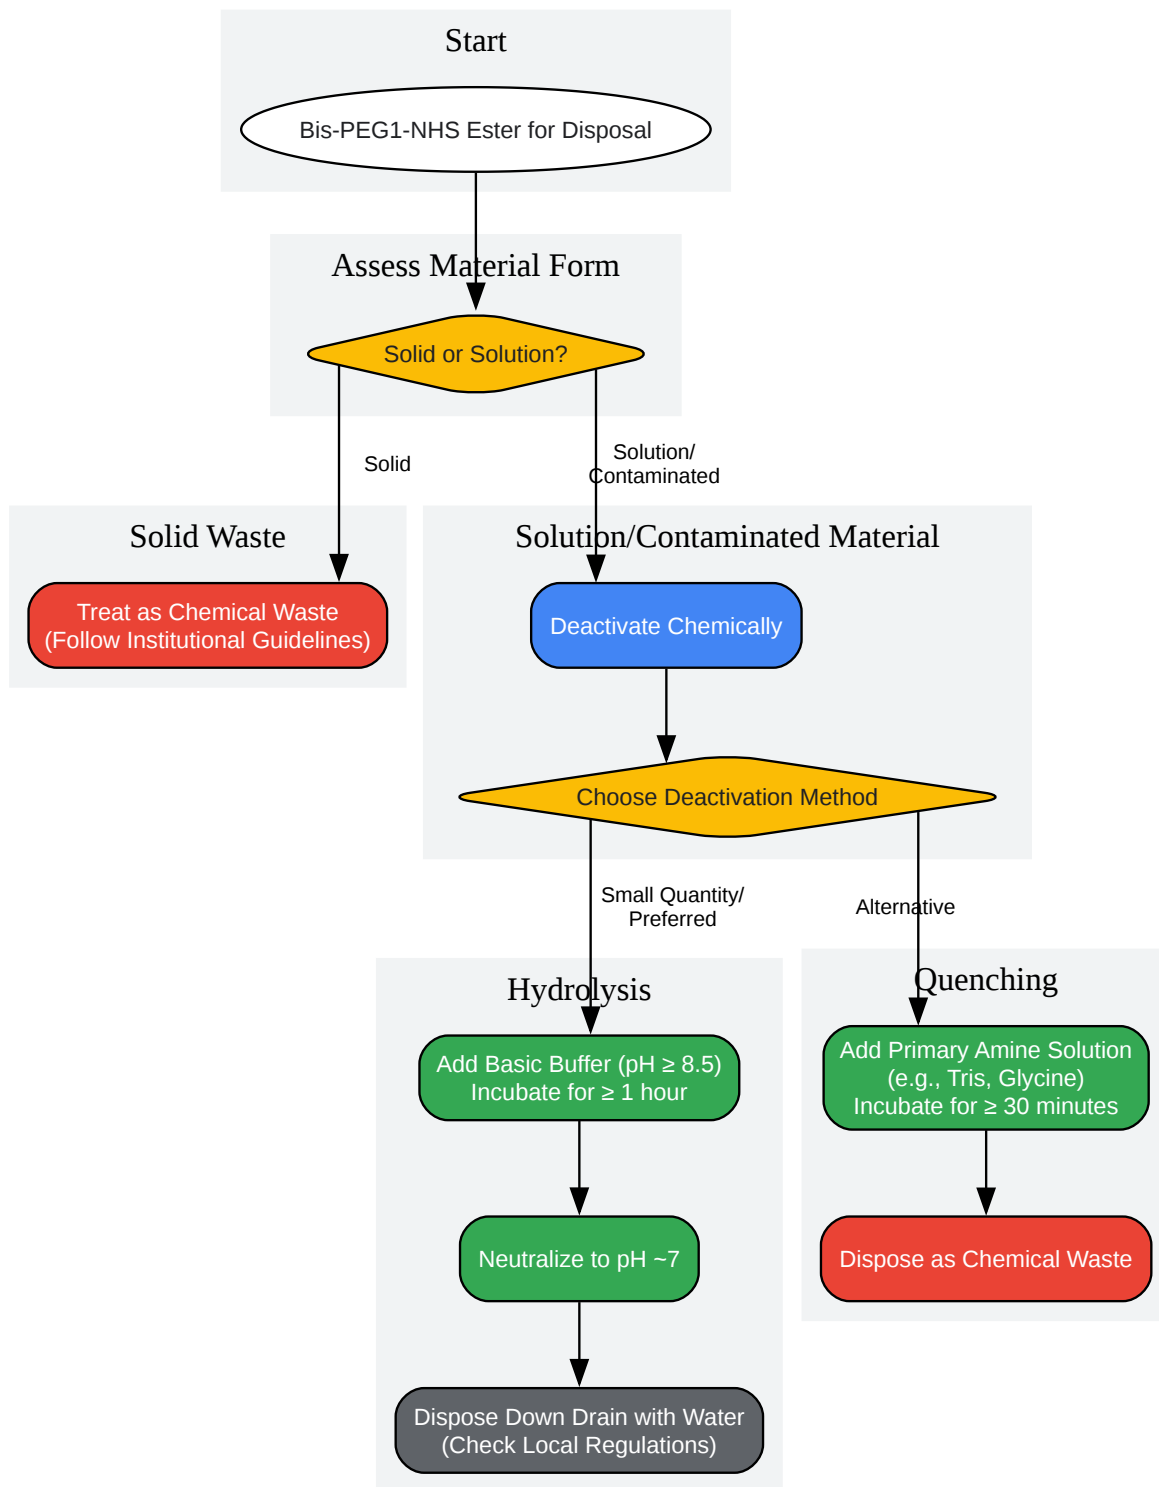 Start
Bis-PEG1-NHS Ester for Disposal
Assess Material Form
Solid or Solution?
Solid
Solution/
Contaminated
Solid Waste
Treat as Chemical Waste
(Follow Institutional Guidelines)
Solution/Contaminated Material
Deactivate Chemically
Choose Deactivation Method
Small Quantity/
Preferred
Alternative
Hydrolysis
Add Basic Buffer (pH ≥ 8.5)
Incubate for ≥ 1 hour
Neutralize to pH ~7
Dispose Down Drain with Water
(Check Local Regulations)
Quenching
Add Primary Amine Solution
(e.g., Tris, Glycine)
Incubate for ≥ 30 minutes
Dispose as Chemical Waste